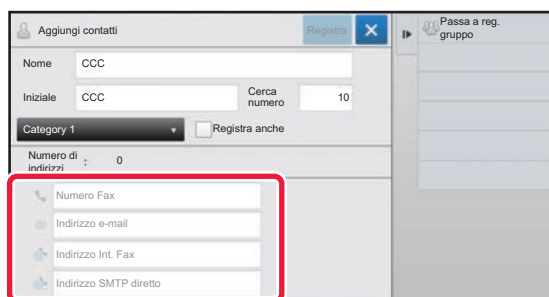 Aggiungi contatti
Registra
Passa a reg.
gruppo
Nome
CCC
Iniziale
CCC
Cerca
numero
10
Category 1
Registra anche
Numero di
indirizzi
:
0
Numero Fax
Indirizzo e-mail
Indirizzo Int. Fax
Indirizzo SMTP diretto